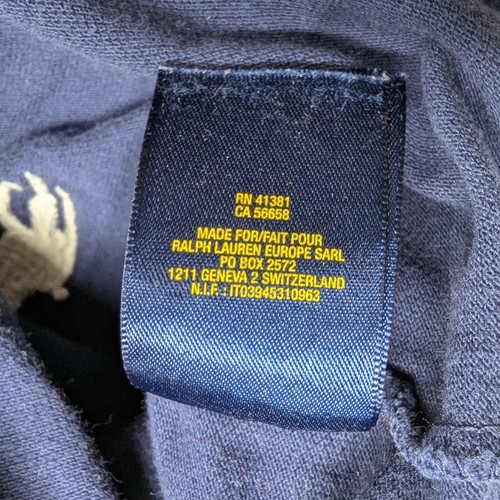 RN 41381
CA 56658
MADE FOR/FAIT POUR
RALPH LAUREN EUROPE SARL
PO BOX 2572
1211 GENEVA 2 SWITZERLAND
N.I.F. : IT03945310963